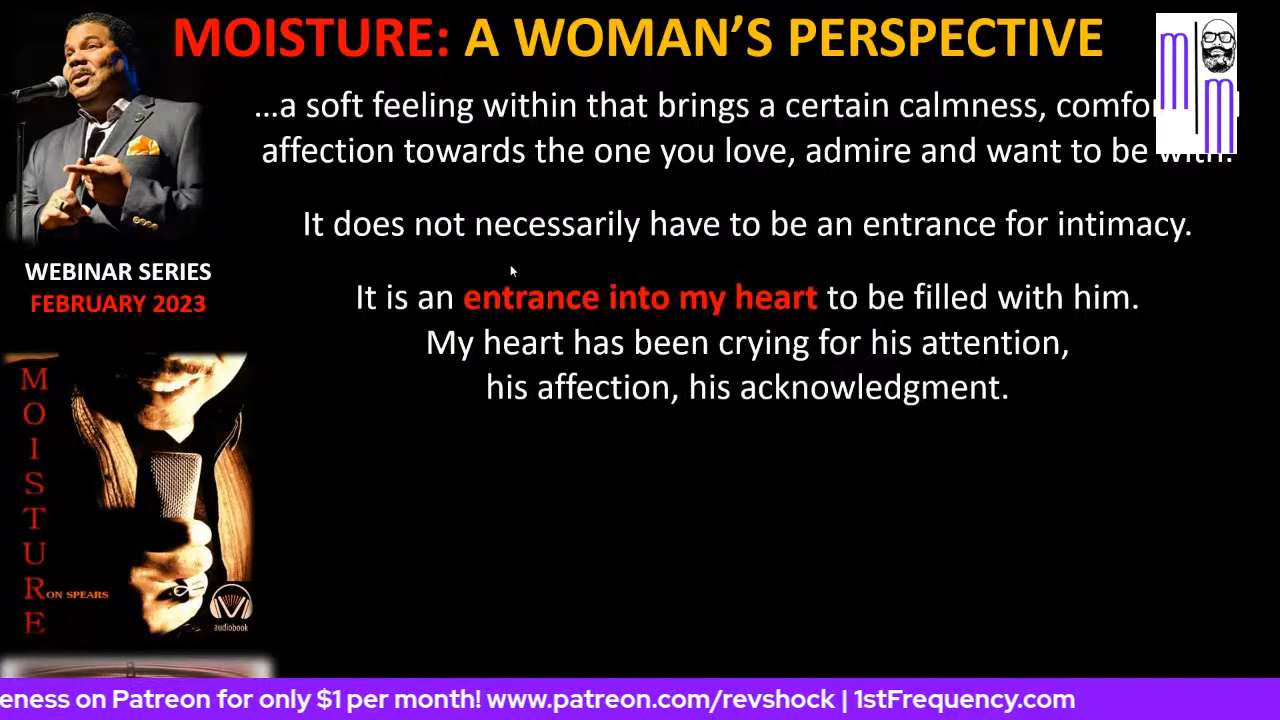 MOISTURE: A WOMAN'S PERSPECTIVE
…a soft feeling within that brings a certain calmness,
affection towards the one you love, admire and want to be with.
It does not necessarily have to be an entrance for intimacy.
It is an entrance into my heart to be filled with him.
My heart has been crying for his attention,
his affection, his acknowledgment.
m
m
WEBINAR SERIES
FEBRUARY 2023
MOISTURE
ON SPEARS
audiobook
eness on Patreon for only $1 per month! www.patreon.com/revshock | 1stFrequency.com